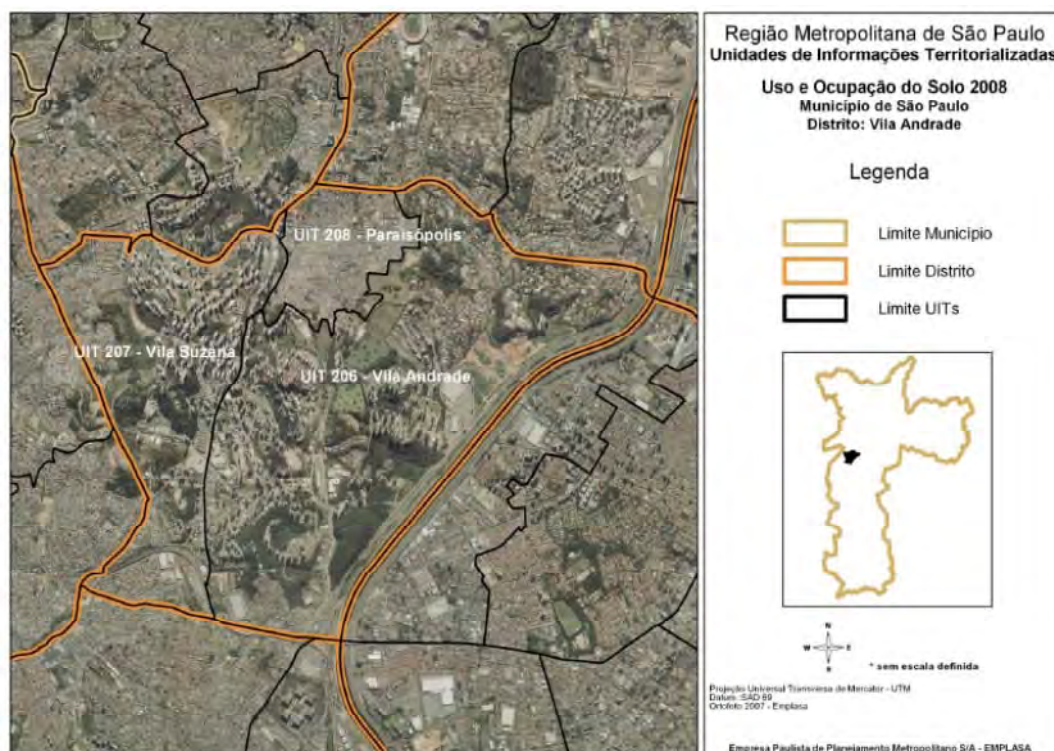 UIT 208 - Paraisópolis
UIT 207 - Vila Suzana
UIT 206 - Vila Andrade
Região Metropolitana de São Paulo
Unidades de Informações Territorializadas
Uso e Ocupação do Solo 2008
Município de São Paulo
Distrito: Vila Andrade
Legenda
Limite Município
Limite Distrito
Limite UITs
N
W E
S
* sem escala definida
Projeção Universal Transversa de Mercator - UTM
Datum: SAD 69
Ortofoto 2007 - Emplasa
Empresa Paulista de Planejamento Metropolitano S/A - EMPLASA